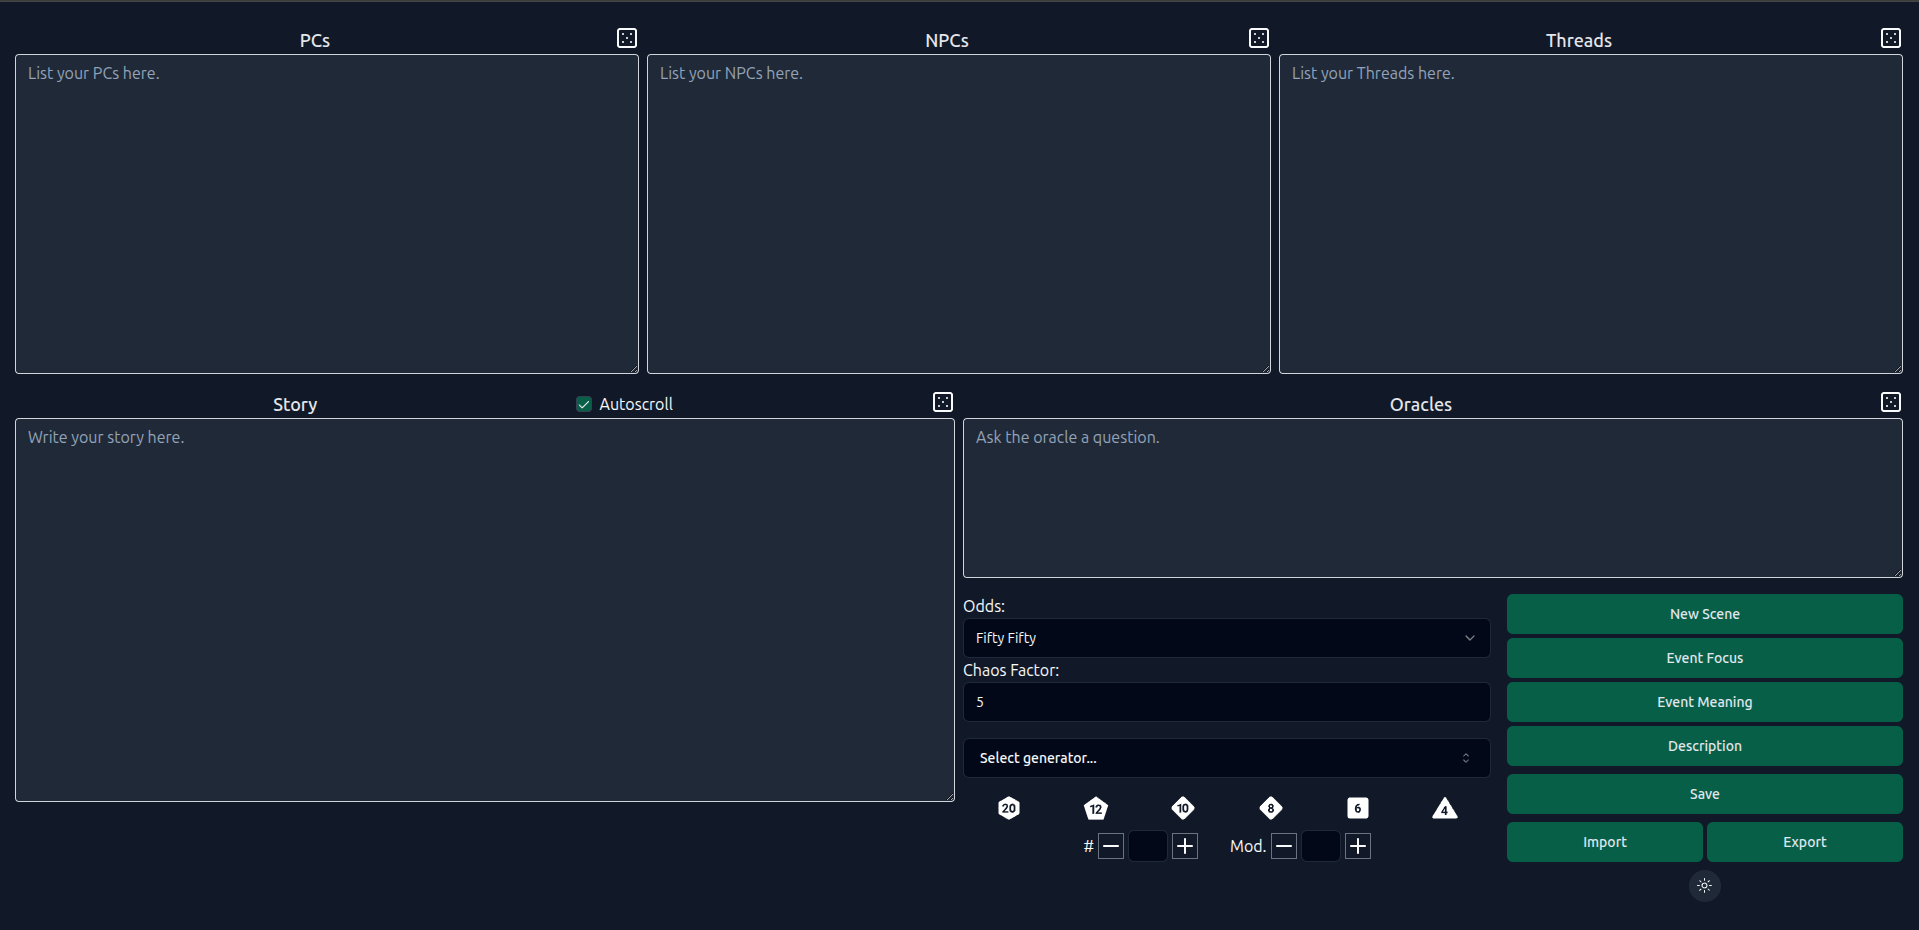 PCs
NPCs
Threads
List your PCs here.
List your NPCs here.
List your Threads here.
Story
Autoscroll
Oracles
Write your story here.
Ask the oracle a question.
Odds:
Fifty Fifty
Chaos Factor:
5
Select generator...
20 12 10 8 6 4
# Mod.
New Scene
Event Focus
Event Meaning
Description
Save
Import
Export